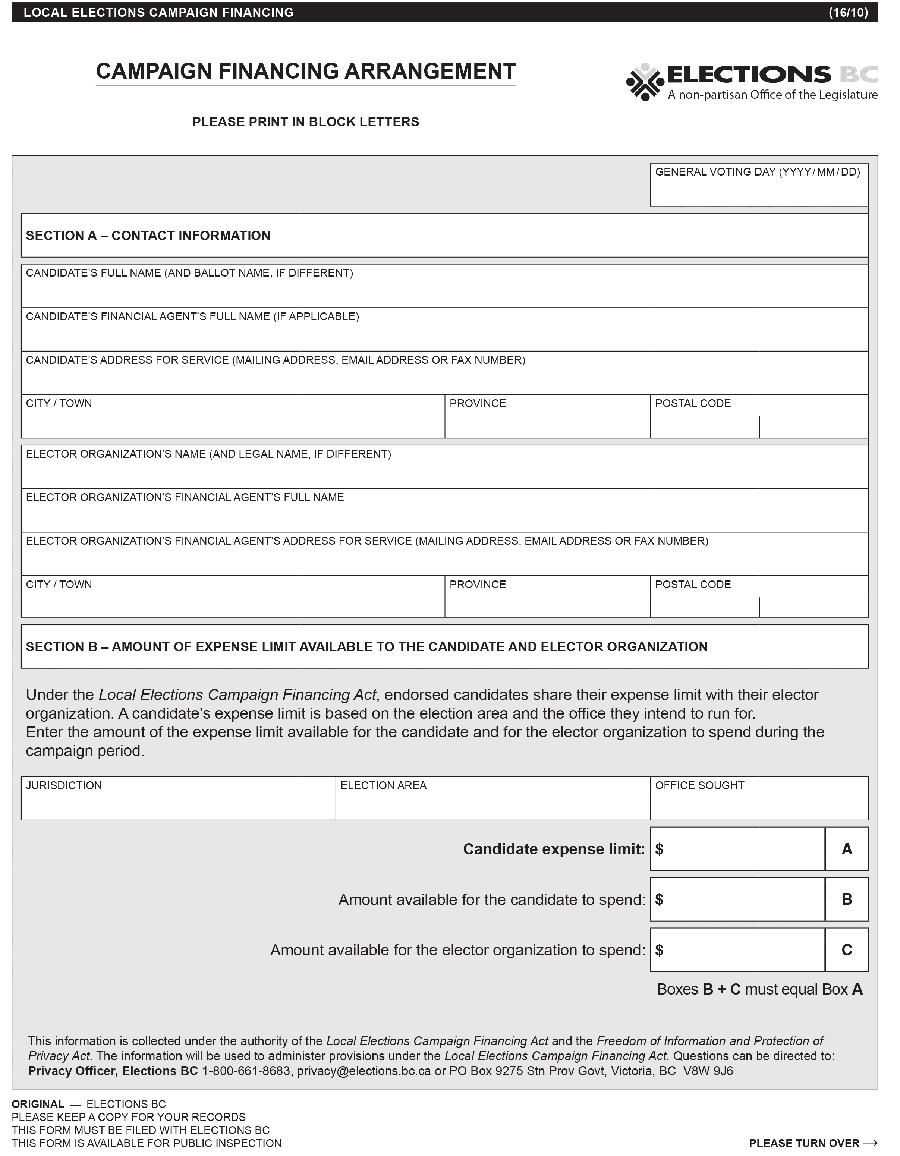 LOCAL ELECTIONS CAMPAIGN FINANCING (16/10)
CAMPAIGN FINANCING ARRANGEMENT
ELECTIONS BC
A non-partisan Office of the Legislature
PLEASE PRINT IN BLOCK LETTERS
GENERAL VOTING DAY (YYYY/MM/DD)
SECTION A – CONTACT INFORMATION
CANDIDATE'S FULL NAME (AND BALLOT NAME, IF DIFFERENT)
CANDIDATE'S FINANCIAL AGENT'S FULL NAME (IF APPLICABLE)
CANDIDATE'S ADDRESS FOR SERVICE (MAILING ADDRESS, EMAIL ADDRESS OR FAX NUMBER)
CITY / TOWN PROVINCE POSTAL CODE
ELECTOR ORGANIZATION'S NAME (AND LEGAL NAME, IF DIFFERENT)
ELECTOR ORGANIZATION'S FINANCIAL AGENT'S FULL NAME
ELECTOR ORGANIZATION'S FINANCIAL AGENT'S ADDRESS FOR SERVICE (MAILING ADDRESS, EMAIL ADDRESS OR FAX NUMBER)
CITY / TOWN PROVINCE POSTAL CODE
SECTION B – AMOUNT OF EXPENSE LIMIT AVAILABLE TO THE CANDIDATE AND ELECTOR ORGANIZATION
Under the Local Elections Campaign Financing Act, endorsed candidates share their expense limit with their elector
organization. A candidate's expense limit is based on the election area and the office they intend to run for.
Enter the amount of the expense limit available for the candidate and for the elector organization to spend during the
campaign period.
JURISDICTION ELECTION AREA OFFICE SOUGHT
Candidate expense limit: $ A
Amount available for the candidate to spend: $ B
Amount available for the elector organization to spend: $ C
Boxes B + C must equal Box A
This information is collected under the authority of the Local Elections Campaign Financing Act and the Freedom of Information and Protection of
Privacy Act. The information will be used to administer provisions under the Local Elections Campaign Financing Act. Questions can be directed to:
Privacy Officer, Elections BC 1-800-661-8683, privacy@elections.bc.ca or PO Box 9275 Stn Prov Govt, Victoria, BC V8W 9J6
ORIGINAL — ELECTIONS BC
PLEASE KEEP A COPY FOR YOUR RECORDS
THIS FORM MUST BE FILED WITH ELECTIONS BC
THIS FORM IS AVAILABLE FOR PUBLIC INSPECTION
PLEASE TURN OVER →